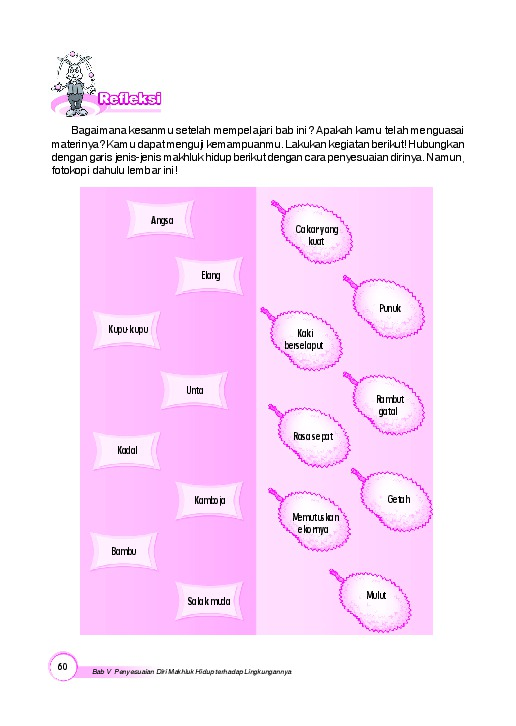 Refleksi
Bagaimana kesanmu setelah mempelajari bab ini? Apakah kamu telah menguasai
materinya? Kamu dapat menguji kemampuanmu. Lakukan kegiatan berikut! Hubungkan
dengan garis jenis-jenis makhluk hidup berikut dengan cara penyesuaian dirinya. Namun,
fotokopi dahulu lembar ini!
Angsa
Elang
Kupu-kupu
Unta
Kadal
Kamboja
Bambu
Salak muda
Cakar yang
kuat
Punuk
Kaki
berselaput
Rambut
gatal
Rasa sepat
Getah
Memutuskan
ekornya
Mulut
60
Bab V Penyesuaian Diri Makhluk Hidup terhadap Lingkungannya